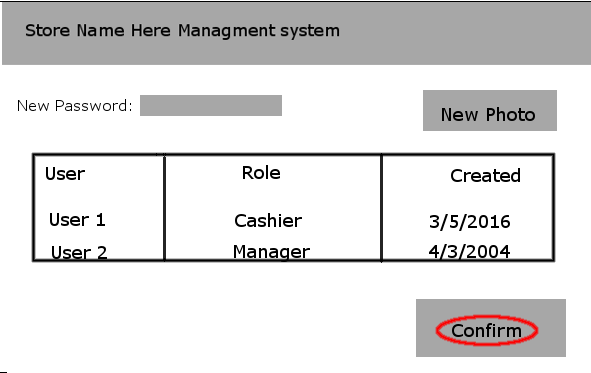 Store Name Here Managment system
New Password:
New Photo
User Role Created
User 1 Cashier 3/5/2016
User 2 Manager 4/3/2004
Confirm